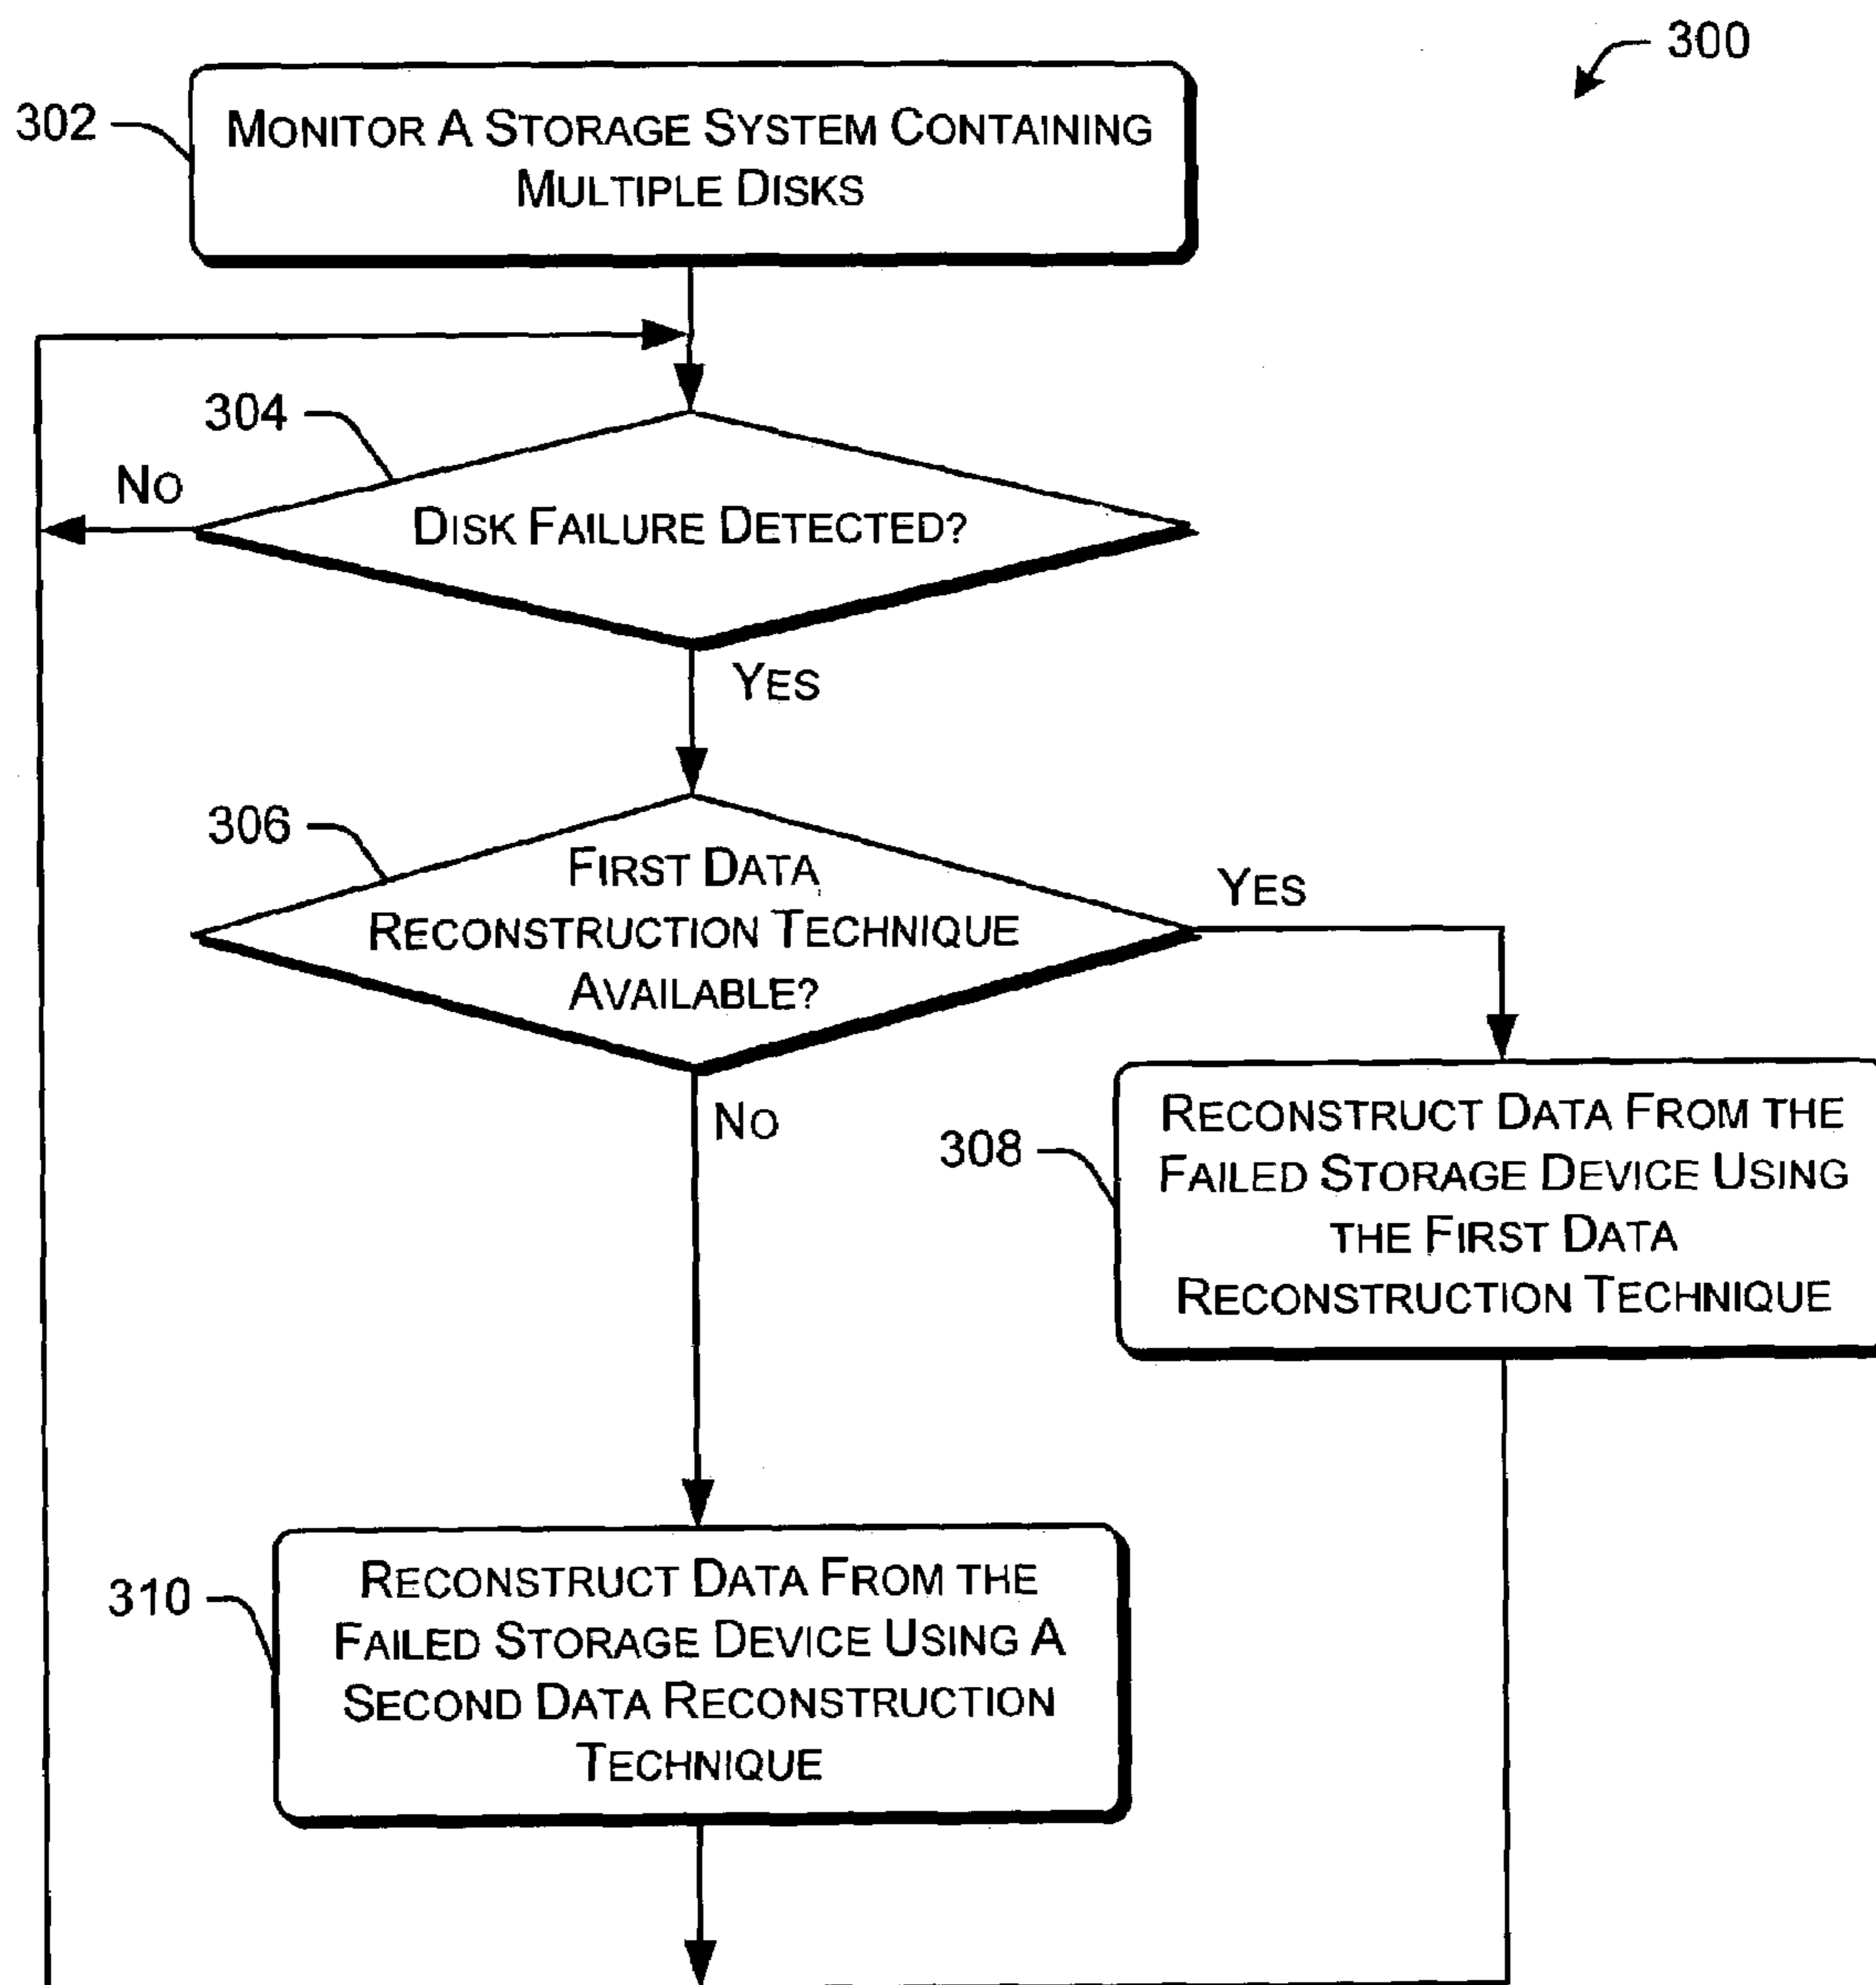 300
302
MONITOR A STORAGE SYSTEM CONTAINING
MULTIPLE DISKS
304
NO
DISK FAILURE DETECTED?
YES
306
FIRST DATA
RECONSTRUCTION TECHNIQUE
AVAILABLE?
YES
NO
308
RECONSTRUCT DATA FROM THE
FAILED STORAGE DEVICE USING
THE FIRST DATA
RECONSTRUCTION TECHNIQUE
310
RECONSTRUCT DATA FROM THE
FAILED STORAGE DEVICE USING A
SECOND DATA RECONSTRUCTION
TECHNIQUE